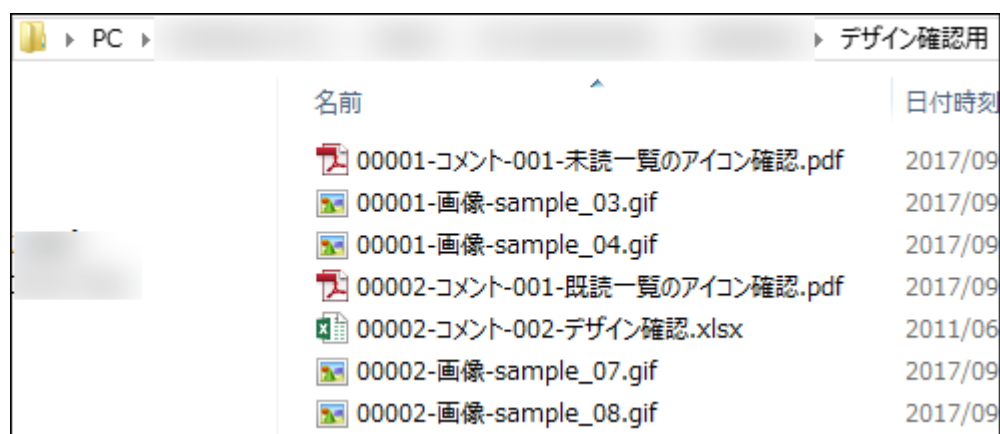 PC デザイン確認用
名前 日付時刻
00001-コメント-001-未読一覧のアイコン確認.pdf 2017/09
00001-画像-sample_03.gif 2017/09
00001-画像-sample_04.gif 2017/09
00002-コメント-001-既読一覧のアイコン確認.pdf 2017/09
00002-コメント-002-デザイン確認.xlsx 2011/06
00002-画像-sample_07.gif 2017/09
00002-画像-sample_08.gif 2017/09